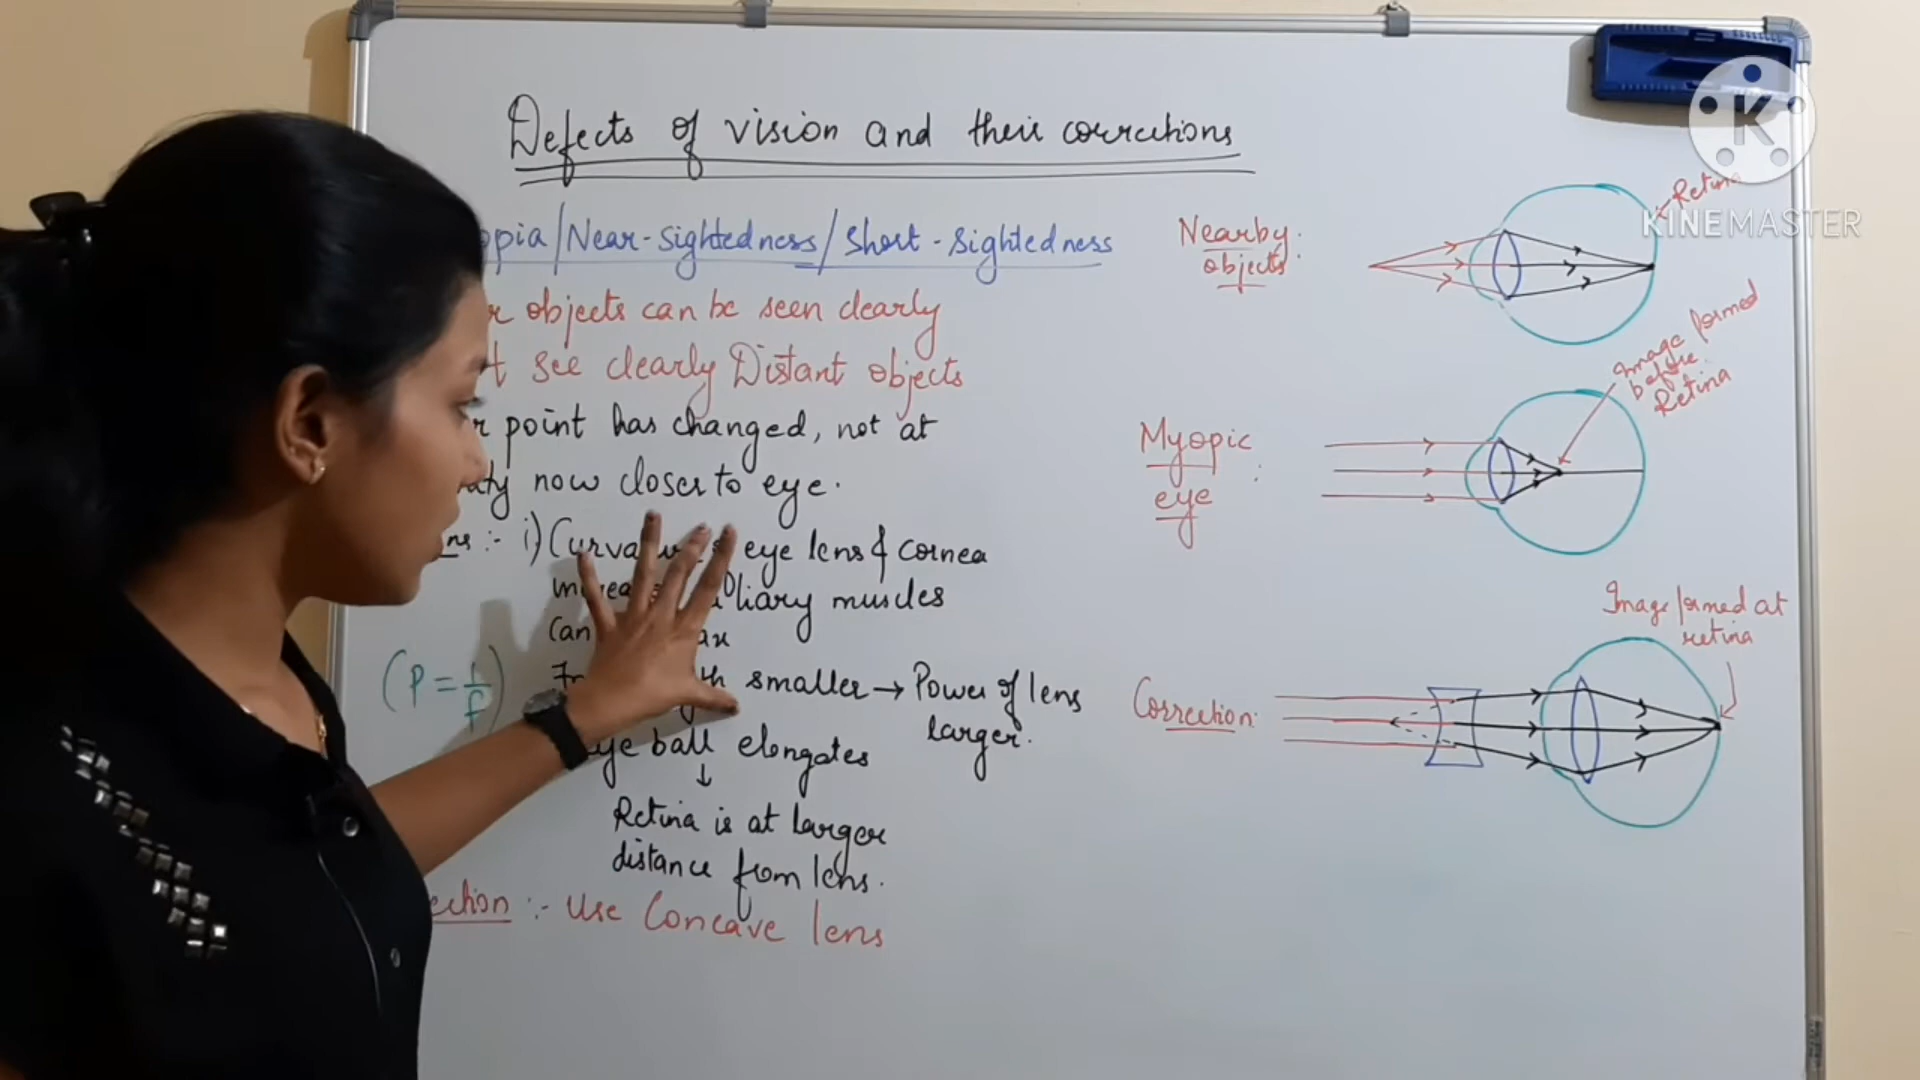 Defects of vision and their corrections
opia/Near-sightedness/Short-sightedness
objects can be seen clearly
see clearly Distant objects
point has changed, not at
now closer to eye.
:- i) eye lens & cornea
muscles
Can
(P = 1/f)
smaller → Power of lens
larger.
eye ball elongates
↓
Retina is at larger
distance from lens.
ection :- Use Concave lens
Nearby
objects :
Retina
Myopic
eye :
Image formed
before
Retina
Correction:
Image formed at
retina
K
KINEMASTER